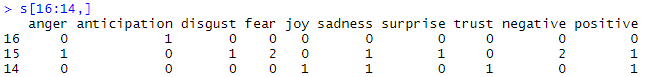 > s[16:14,]
anger anticipation disgust fear joy sadness surprise trust negative positive
16 0 1 0 0 0 0 0 0 0 0
15 1 0 1 2 0 1 1 0 2 1
14 0 0 0 0 1 1 0 1 0 1